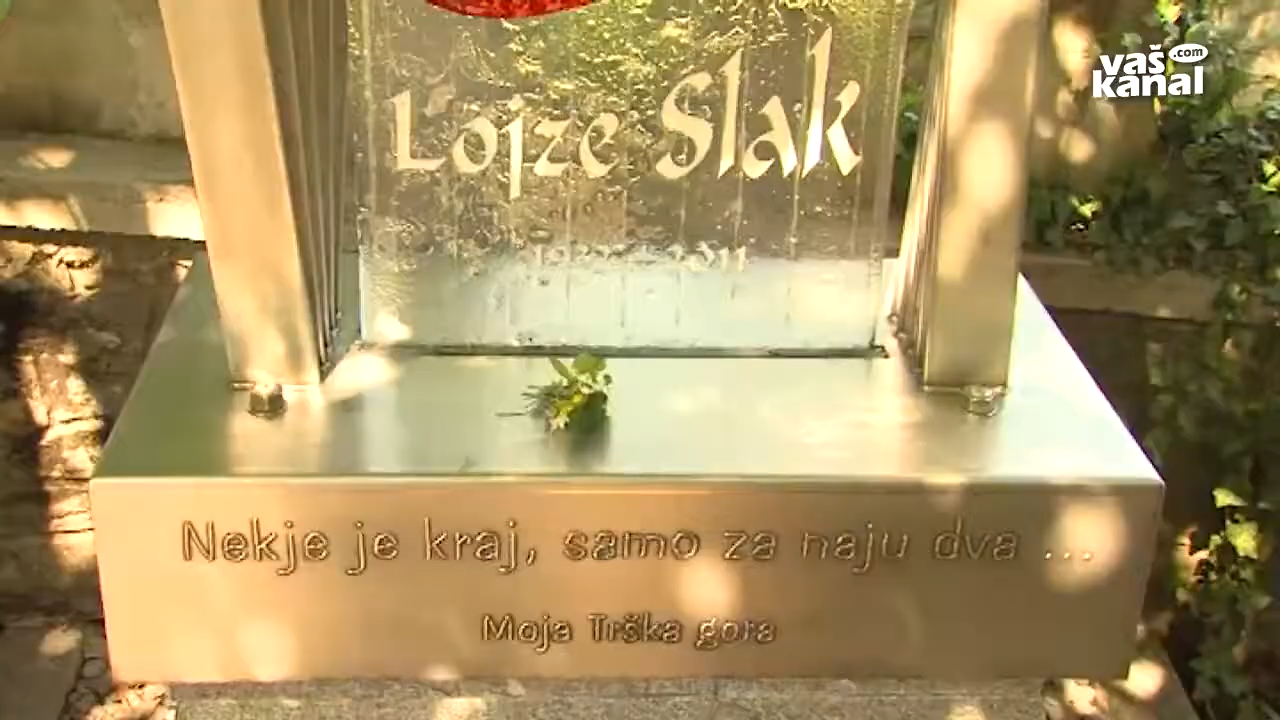 vaš .com
kanal
Lojze Slak
Nekje je kraj, samo za naju dva ...
Moja Trška gora